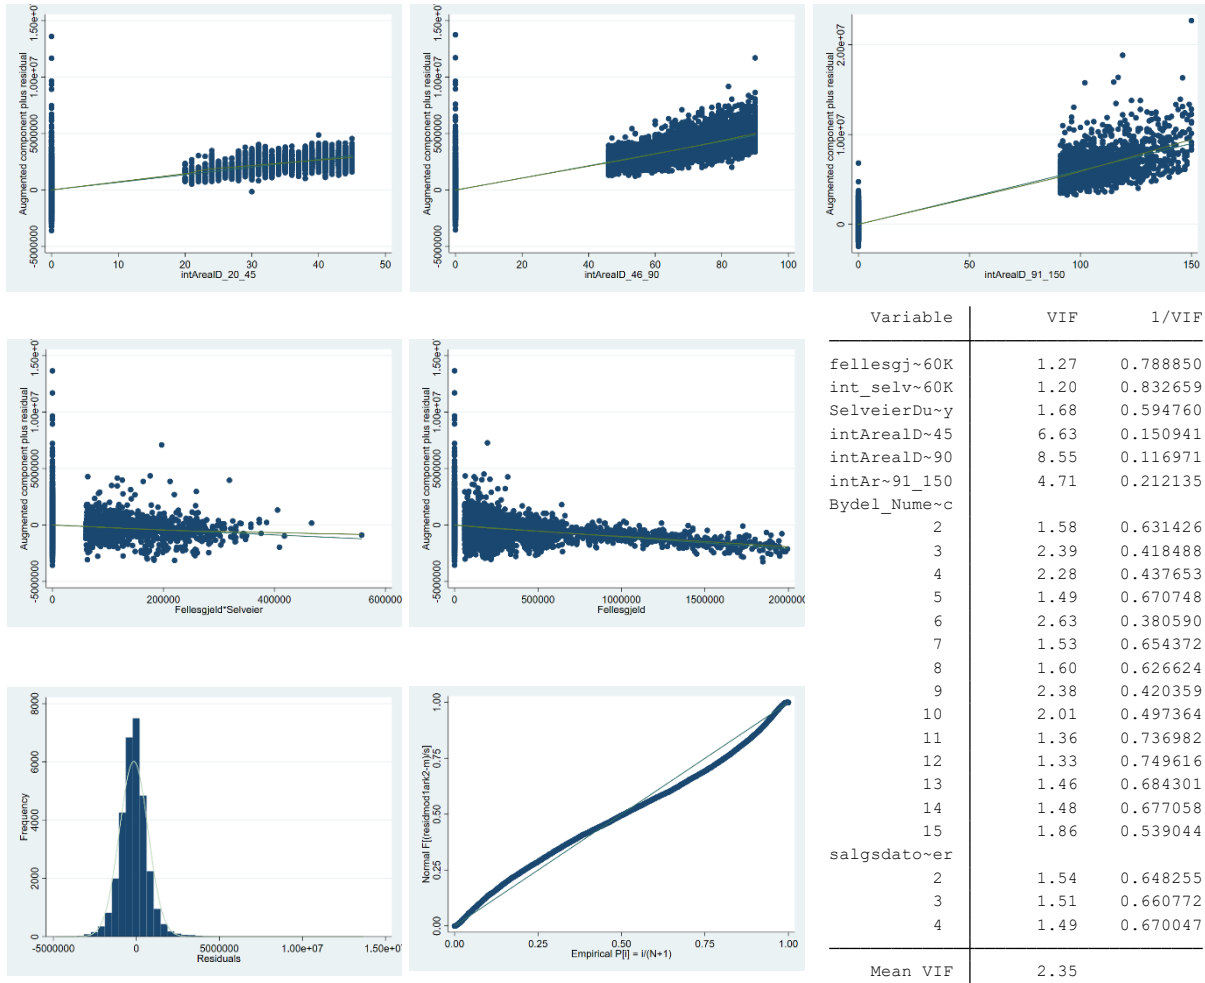 Augmented component plus residual
-5000000 0 5000000 1.00e+07 1.50e+0
0 10 20 30 40 50
intArealD_20_45
Augmented component plus residual
-5000000 0 5000000 1.00e+07 1.50e+0
0 20 40 60 80 100
intArealD_46_90
Augmented component plus residual
0 1.00e+07 2.00e+07
0 50 100 150
intArealD_91_150
Augmented component plus residual
-5000000 0 5000000 1.00e+07 1.50e+0
0 200000 400000 600000
Fellesgjeld*Selveier
Augmented component plus residual
-5000000 0 5000000 1.00e+07 1.50e+0
0 500000 1000000 1500000 2000000
Fellesgjeld
Variable VIF 1/VIF
fellesgj~60K 1.27 0.788850
int_selv~60K 1.20 0.832659
SelveierDu~y 1.68 0.594760
intArealD~45 6.63 0.150941
intArealD~90 8.55 0.116971
intAr~91_150 4.71 0.212135
Bydel_Nume~c
2 1.58 0.631426
3 2.39 0.418488
4 2.28 0.437653
5 1.49 0.670748
6 2.63 0.380590
7 1.53 0.654372
8 1.60 0.626624
9 2.38 0.420359
10 2.01 0.497364
11 1.36 0.736982
12 1.33 0.749616
13 1.46 0.684301
14 1.48 0.677058
15 1.86 0.539044
salgsdato~er
2 1.54 0.648255
3 1.51 0.660772
4 1.49 0.670047
Mean VIF 2.35
Frequency
0 2000 4000 6000 8000
-5000000 0 5000000 1.00e+07 1.50e+0
Residuals
Normal F[(residmod1ark2-m)/s]
0.00 0.25 0.50 0.75 1.00
0.00 0.25 0.50 0.75 1.00
Empirical P[i] = i/(N+1)